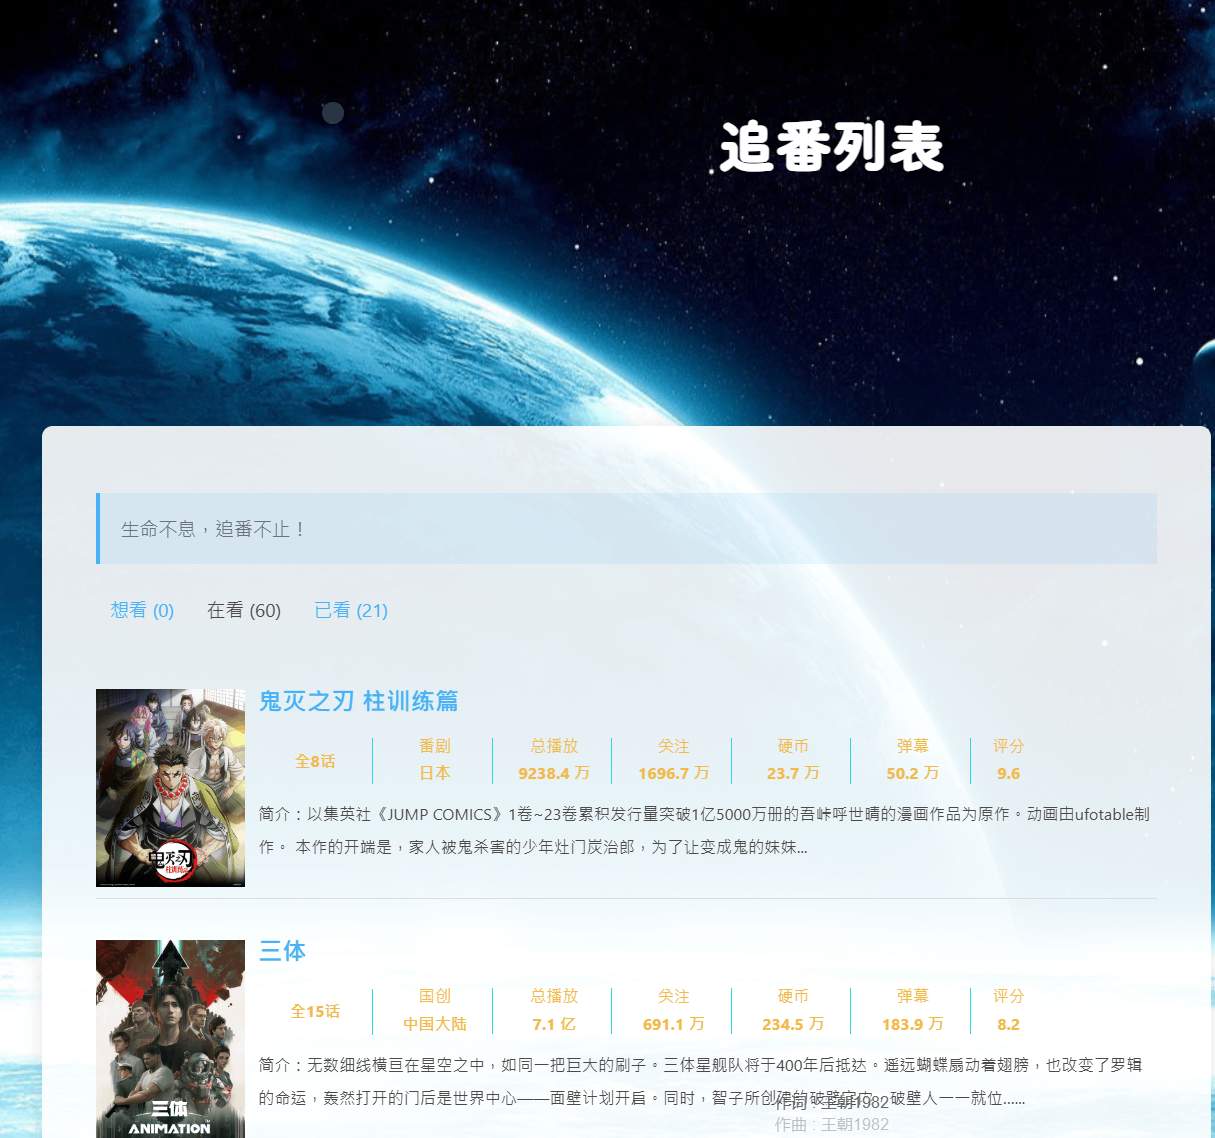 追番列表
生命不息，追番不止！
想看 (0) 在看 (60) 已看 (21)
鬼灭之刃 柱训练篇
全8话
番剧
日本
总播放
9238.4 万
关注
1696.7 万
硬币
23.7 万
弹幕
50.2 万
评分
9.6
简介：以集英社《JUMP COMICS》1卷~23卷累积发行量突破1亿5000万册的吾峠呼世晴的漫画作品为原作。动画由ufotable制
作。 本作的开端是，家人被鬼杀害的少年灶门炭治郎，为了让变成鬼的妹妹...
鬼灭之刃
柱训练篇
三体
全15话
国创
中国大陆
总播放
7.1 亿
关注
691.1 万
硬币
234.5 万
弹幕
183.9 万
评分
8.2
简介：无数细线横亘在星空之中，如同一把巨大的刷子。三体星舰队将于400年后抵达。遥远蝴蝶扇动着翅膀，也改变了罗辑
的命运，轰然打开的门后是世界中心——面壁计划开启。同时，智子所创建的破壁定位，破壁人一一就位......
三体
ANIMATION
作词 : 王朝1982
作曲 : 王朝1982